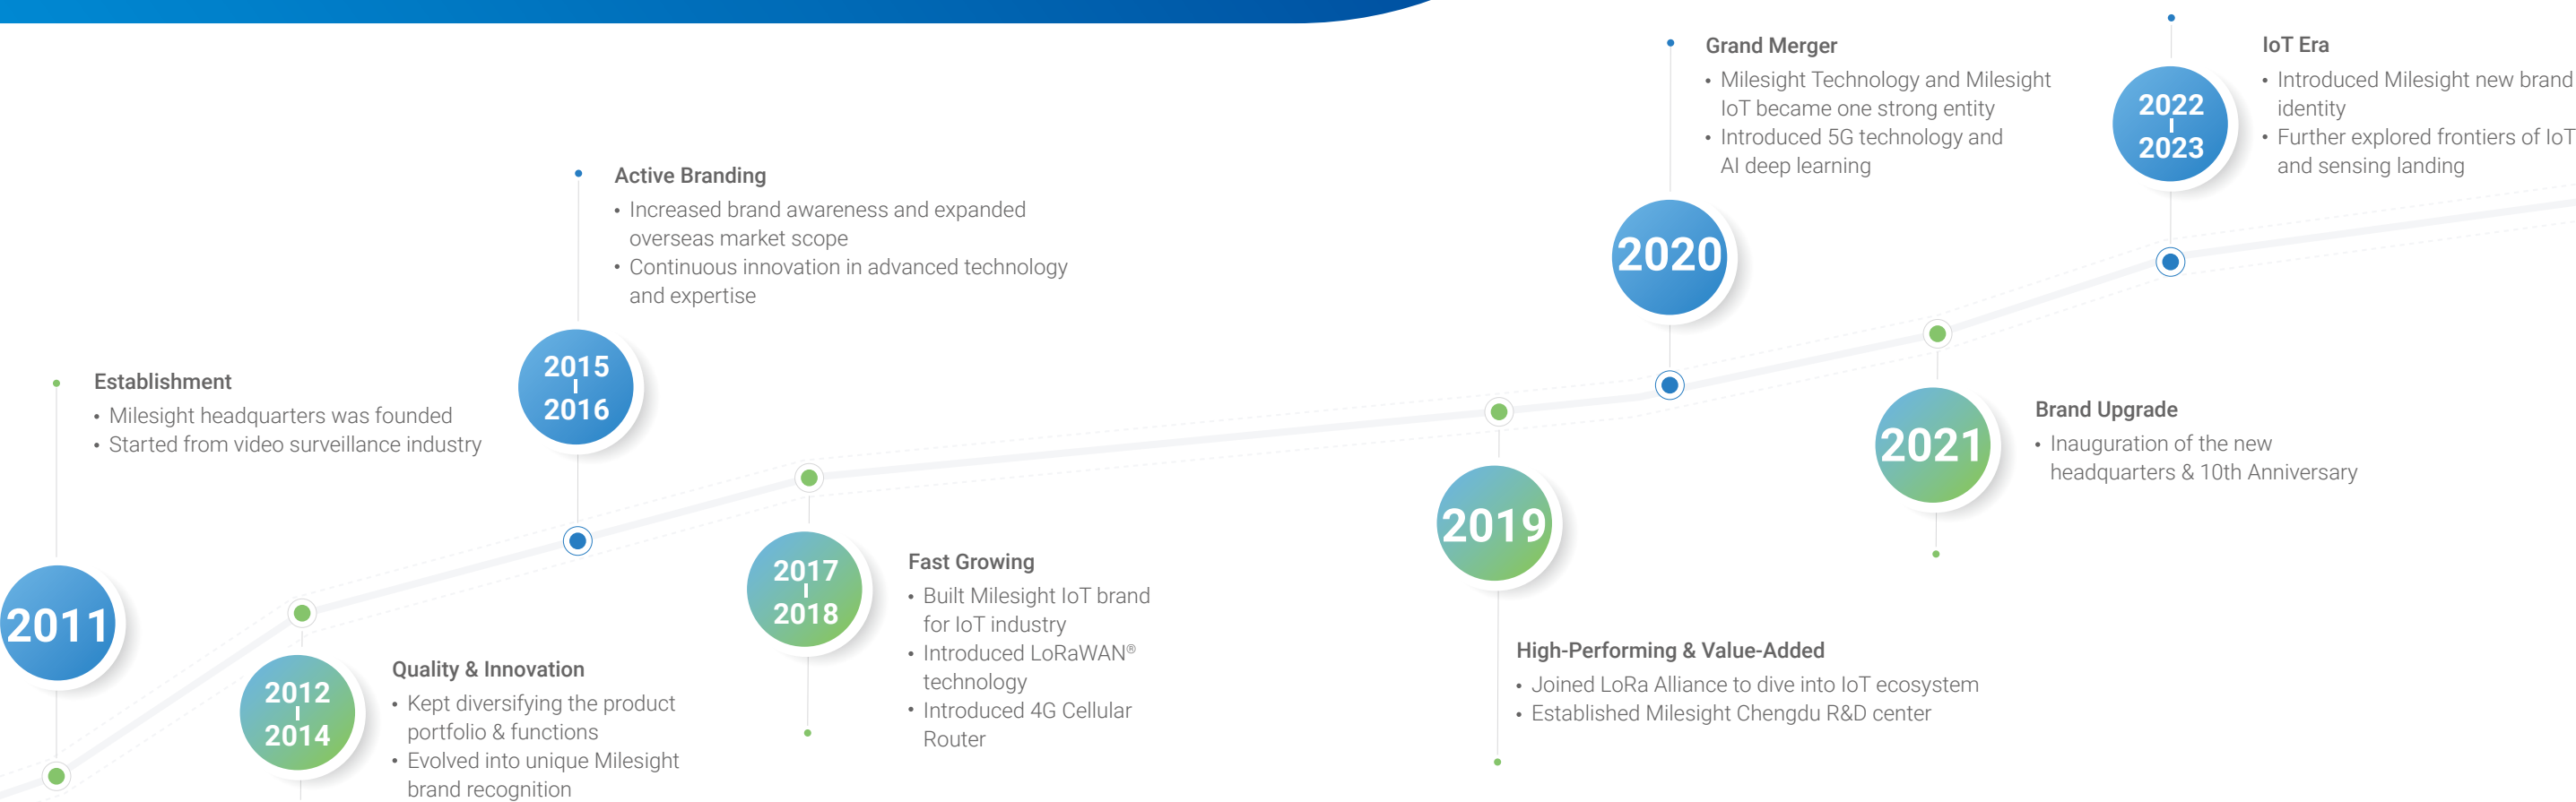 2011
Establishment
• Milesight headquarters was founded
• Started from video surveillance industry
2012
2014
Quality & Innovation
• Kept diversifying the product
portfolio & functions
• Evolved into unique Milesight
brand recognition
2015
2016
Active Branding
• Increased brand awareness and expanded
overseas market scope
• Continuous innovation in advanced technology
and expertise
2017
2018
Fast Growing
• Built Milesight IoT brand
for IoT industry
• Introduced LoRaWAN®
technology
• Introduced 4G Cellular
Router
2019
High-Performing & Value-Added
• Joined LoRa Alliance to dive into IoT ecosystem
• Established Milesight Chengdu R&D center
2020
Grand Merger
• Milesight Technology and Milesight
IoT became one strong entity
• Introduced 5G technology and
AI deep learning
2021
Brand Upgrade
• Inauguration of the new
headquarters & 10th Anniversary
2022
2023
IoT Era
• Introduced Milesight new brand
identity
• Further explored frontiers of IoT
and sensing landing